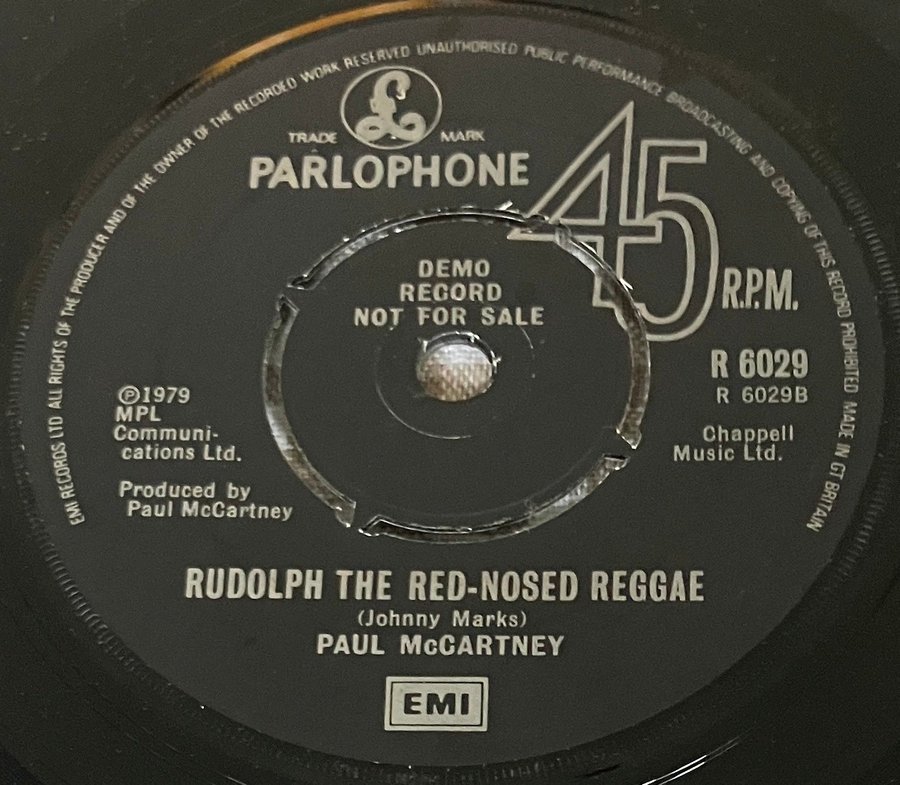 EMI RECORDS LTD ALL RIGHTS OF THE PRODUCER AND OF THE OWNER OF THE RECORDED WORK RESERVED UNAUTHORISED PUBLIC PERFORMANCE BROADCASTING AND COPYING OF THIS RECORD PROHIBITED MADE IN GT BRITAIN
£
TRADE MARK
PARLOPHONE
45 R.P.M.
DEMO
RECORD
NOT FOR SALE
R 6029
R 6029B
Ⓟ1979
MPL
Communi-
cations Ltd.
Chappell
Music Ltd.
Produced by
Paul McCartney
RUDOLPH THE RED-NOSED REGGAE
(Johnny Marks)
PAUL McCARTNEY
EMI